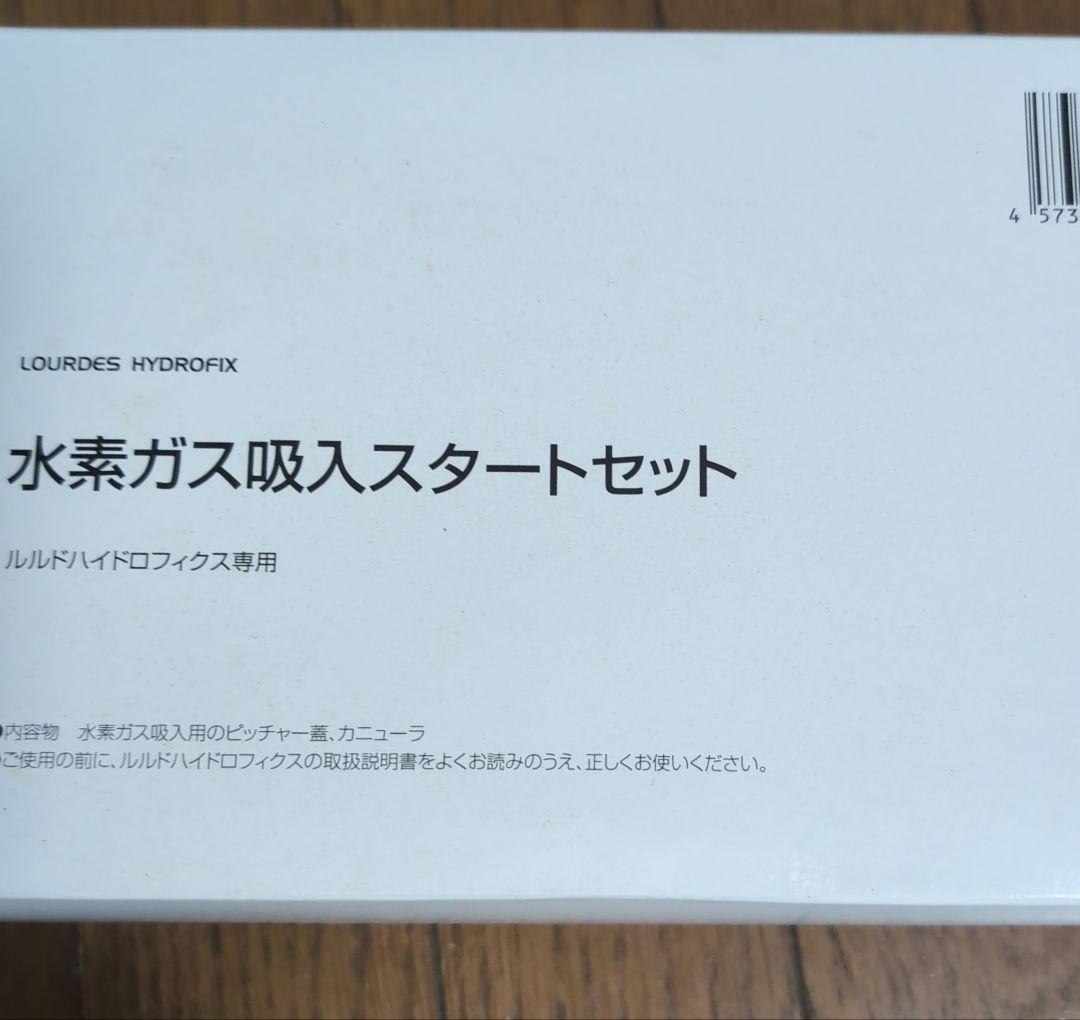 4 573
LOURDES HYDROFIX
水素ガス吸入スタートセット
ルルドハイドロフィクス専用
●内容物　水素ガス吸入用のピッチャー蓋、カニューラ
●ご使用の前に、ルルドハイドロフィクスの取扱説明書をよくお読みのうえ、正しくお使いください。